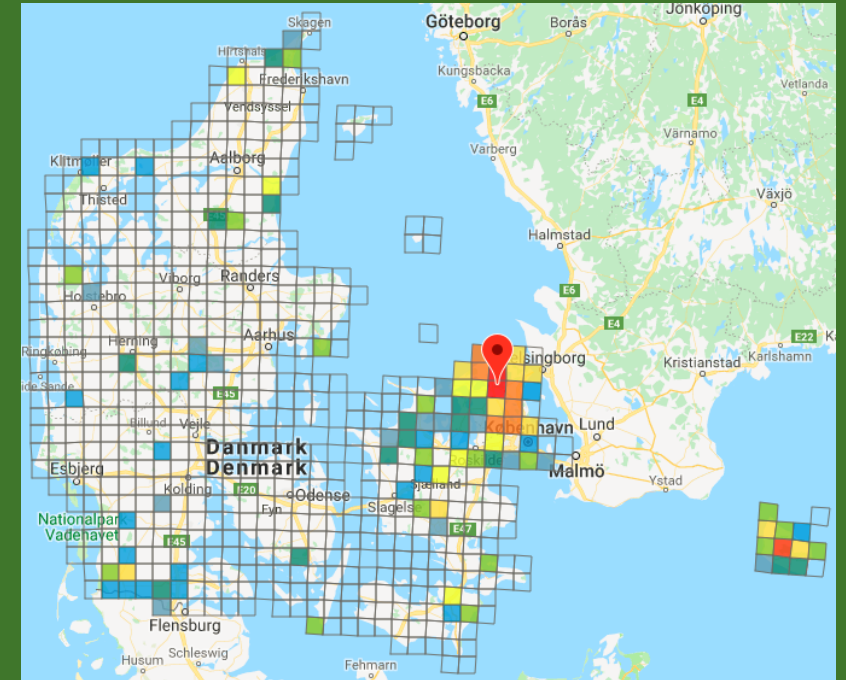 Skagen
Göteborg
Borås
Jönköping
Hirtshals
Kungsbacka
Vetlanda
Frederikshavn
E6
E4
Vendsyssel
Värnamo
Varberg
Klitmøller
Aalborg
Växjö
Thisted
E45
Halmstad
Viborg
Randers
E6
Holstebro
E4
Aarhus
E22
Herning
Ringkøbing
singborg
Karlshamn
Kristianstad
E45
Billund
Vejle
København
Lund
Danmark
Denmark
Roskilde
Malmö
Esbjerg
Kolding
E20
Odense
Sjælland
Ystad
Fyn
Slagelse
Nationalpark
Vadehavet
E47
E45
Flensburg
Schleswig
Husum
Fehmarn